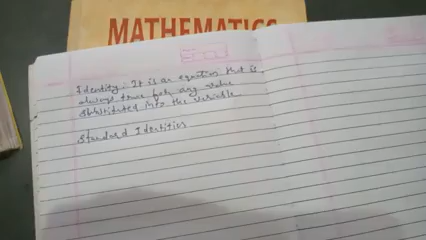 MATHEMATICS
Identity : It is an equation that is
always true for any value
substituted into the variable
Standard Identities